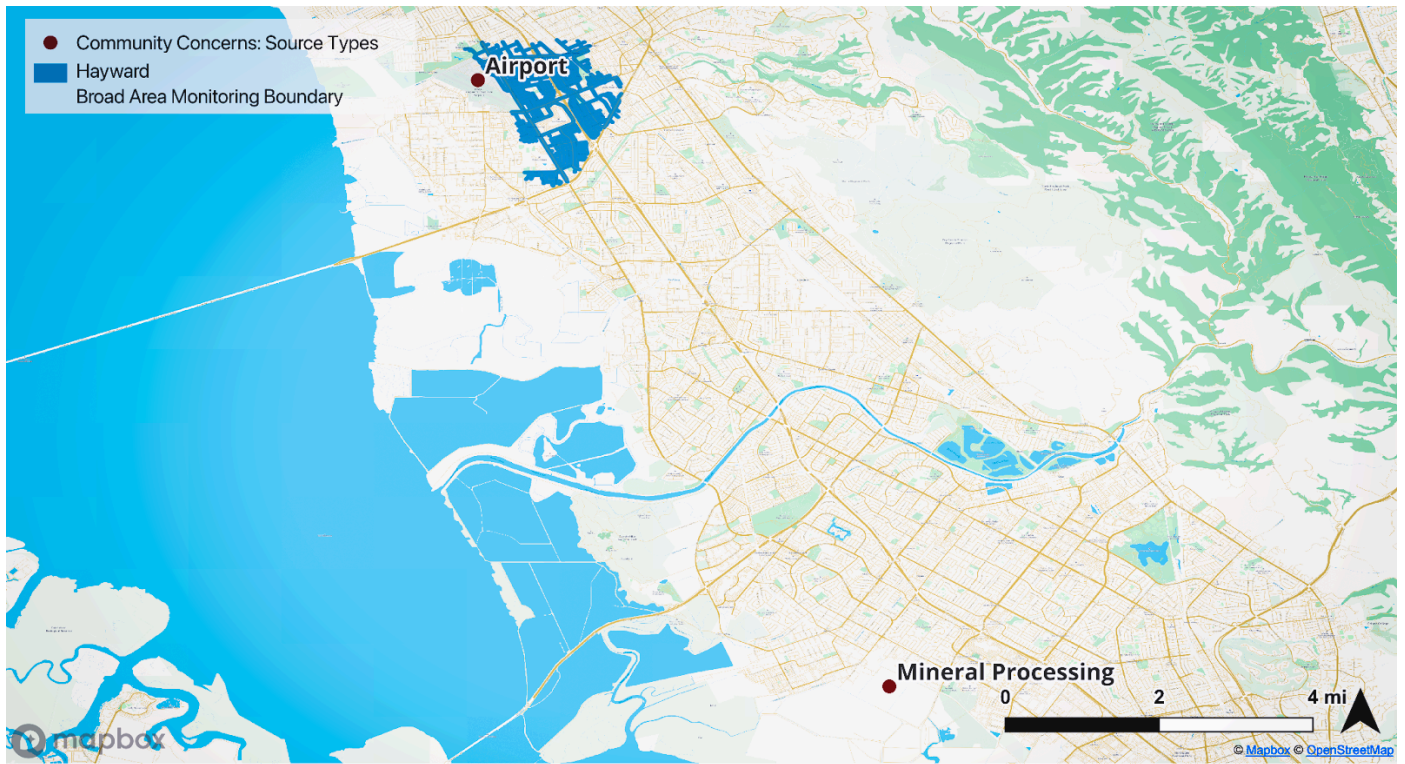 Community Concerns: Source Types
Hayward
Broad Area Monitoring Boundary
Airport
Mineral Processing
0 2 4 mi
mapbox
© Mapbox © OpenStreetMap